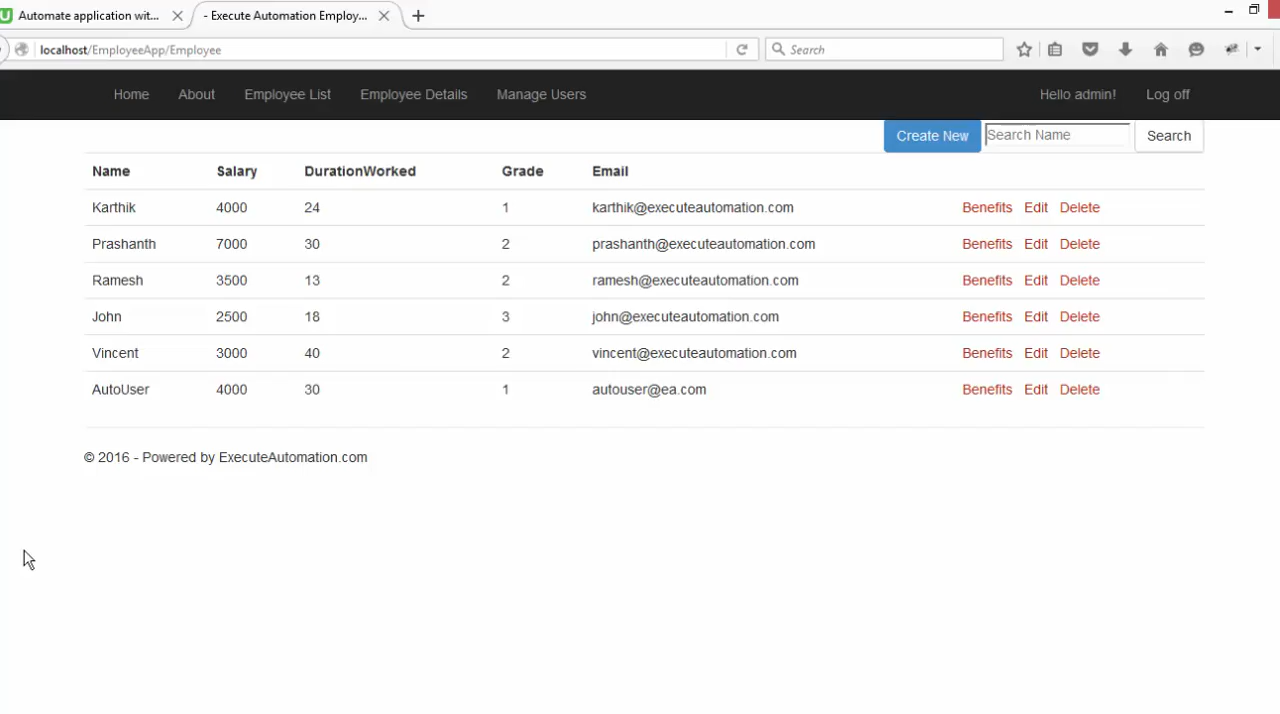 Automate application wit...
- Execute Automation Employ...
localhost/EmployeeApp/Employee
Search
Home About Employee List Employee Details Manage Users Hello admin! Log off
Create New Search Name Search
Name Salary DurationWorked Grade Email
Karthik 4000 24 1 karthik@executeautomation.com Benefits Edit Delete
Prashanth 7000 30 2 prashanth@executeautomation.com Benefits Edit Delete
Ramesh 3500 13 2 ramesh@executeautomation.com Benefits Edit Delete
John 2500 18 3 john@executeautomation.com Benefits Edit Delete
Vincent 3000 40 2 vincent@executeautomation.com Benefits Edit Delete
AutoUser 4000 30 1 autouser@ea.com Benefits Edit Delete
© 2016 - Powered by ExecuteAutomation.com